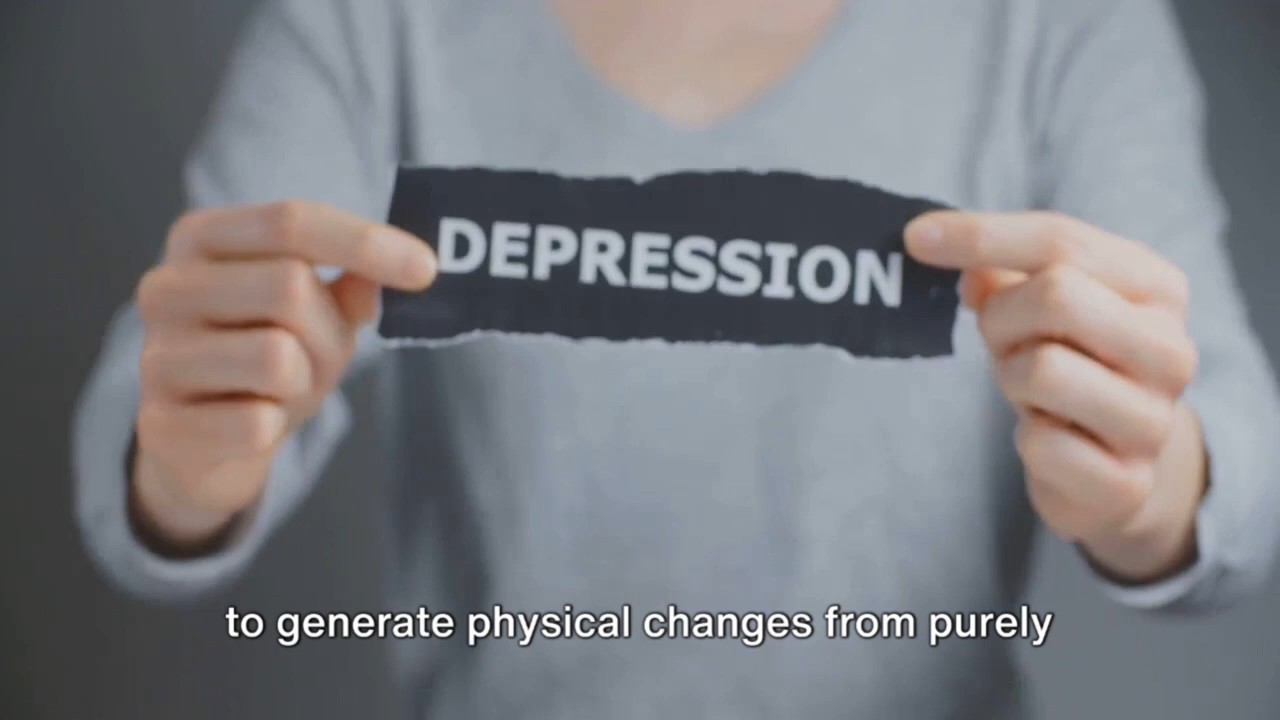 DEPRESSION
to generate physical changes from purely